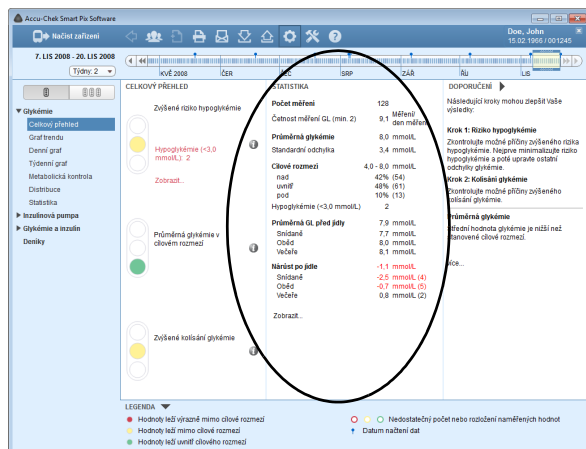 Accu-Chek Smart Pix Software
Načíst zařízení
Doe, John
15.02.1966 / 001245
7. LIS 2008 - 20. LIS 2008
Týdny: 2
KVĚ 2008
ČER
SRP
ZÁŘ
ŘÍJ
LIS
Glykémie
Celkový přehled
Graf trendu
Denní graf
Týdenní graf
Metabolická kontrola
Distribuce
Statistika
Inzulinová pumpa
Glykémie a inzulin
Deníky
CELKOVÝ PŘEHLED
Zvýšené riziko hypoglykémie
Hypoglykémie (<3,0
mmol/L): 2
Zobrazit...
Průměrná glykémie v
cílovém rozmezí
Zvýšené kolísání glykémie
STATISTIKA
Počet měření 128
Četnost měření GL (min. 2) 9,1 Měření/
den měření
Průměrná glykémie 8,0 mmol/L
Standardní odchylka 3,4 mmol/L
Cílové rozmezí 4,0 - 8,0 mmol/L
nad 42% (54)
uvnitř 48% (61)
pod 10% (13)
Hypoglykémie (<3,0 mmol/L) 2
Průměrná GL před jídly 7,9 mmol/L
Snídaně 7,7 mmol/L
Oběd 8,0 mmol/L
Večeře 8,1 mmol/L
Nárůst po jídle -1,1 mmol/L
Snídaně -2,5 mmol/L (4)
Oběd -0,7 mmol/L (5)
Večeře 0,8 mmol/L (2)
Zobrazit...
DOPORUČENÍ
Následující kroky mohou zlepšit Vaše
výsledky:
Krok 1: Riziko hypoglykémie
Zkontrolujte možné příčiny zvýšeného rizika
hypoglykémie. Nejprve minimalizujte riziko
hypoglykémie a poté upravte ostatní
odchylky glykémie.
Krok 2: Kolísání glykémie
Zkontrolujte možné příčiny zvýšeného
kolísání glykémie.
Průměrná glykémie
Střední hodnota glykémie je nižší než
stanovené cílové rozmezí.
Více...
LEGENDA
Hodnoty leží výrazně mimo cílové rozmezí
Hodnoty leží mimo cílové rozmezí
Hodnoty leží uvnitř cílového rozmezí
Nedostatečný počet nebo rozložení naměřených hodnot
Datum načtení dat